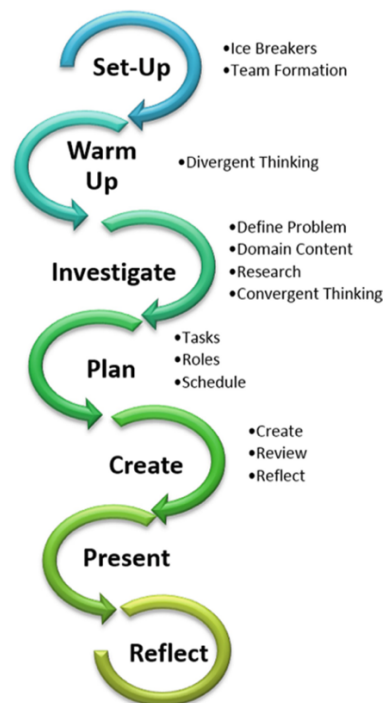 Set-Up
•Ice Breakers
•Team Formation
Warm
Up
•Divergent Thinking
Investigate
•Define Problem
•Domain Content
•Research
•Convergent Thinking
Plan
•Tasks
•Roles
•Schedule
Create
•Create
•Review
•Reflect
Present
Reflect